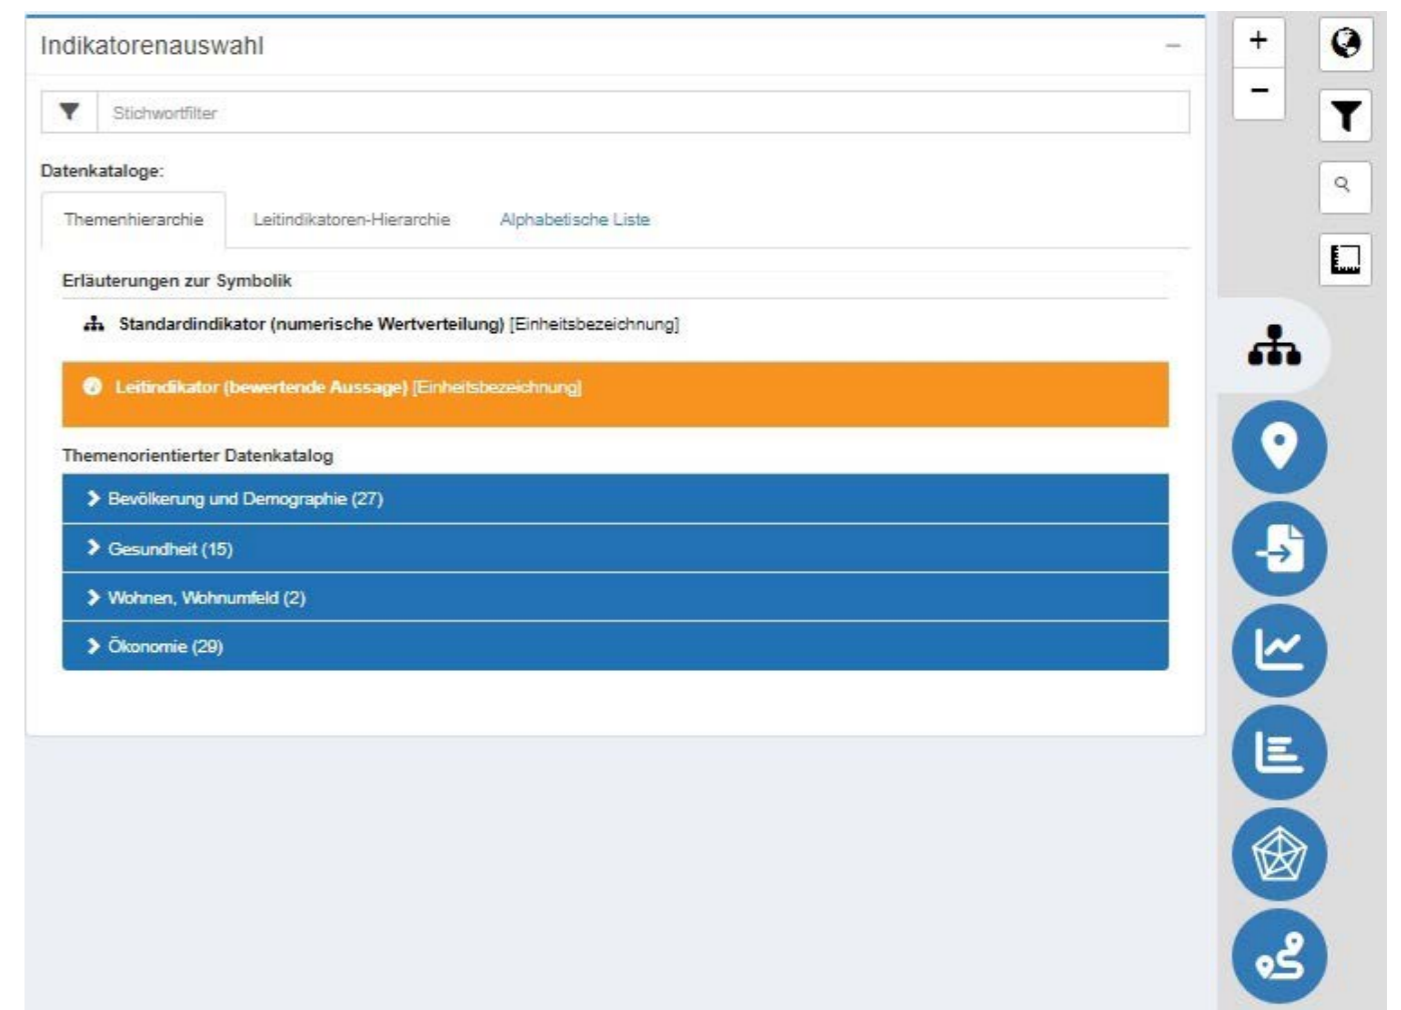 Indikatorenauswahl
Stichwortfilter
Datenkataloge:
Themenhierarchie Leitindikatoren-Hierarchie Alphabetische Liste
Erläuterungen zur Symbolik
Standardindikator (numerische Wertverteilung) [Einheitsbezeichnung]
Leitindikator (bewertende Aussage) [Einheitsbezeichnung]
Themenorientierter Datenkatalog
Bevölkerung und Demographie (27)
Gesundheit (15)
Wohnen, Wohnumfeld (2)
Ökonomie (29)